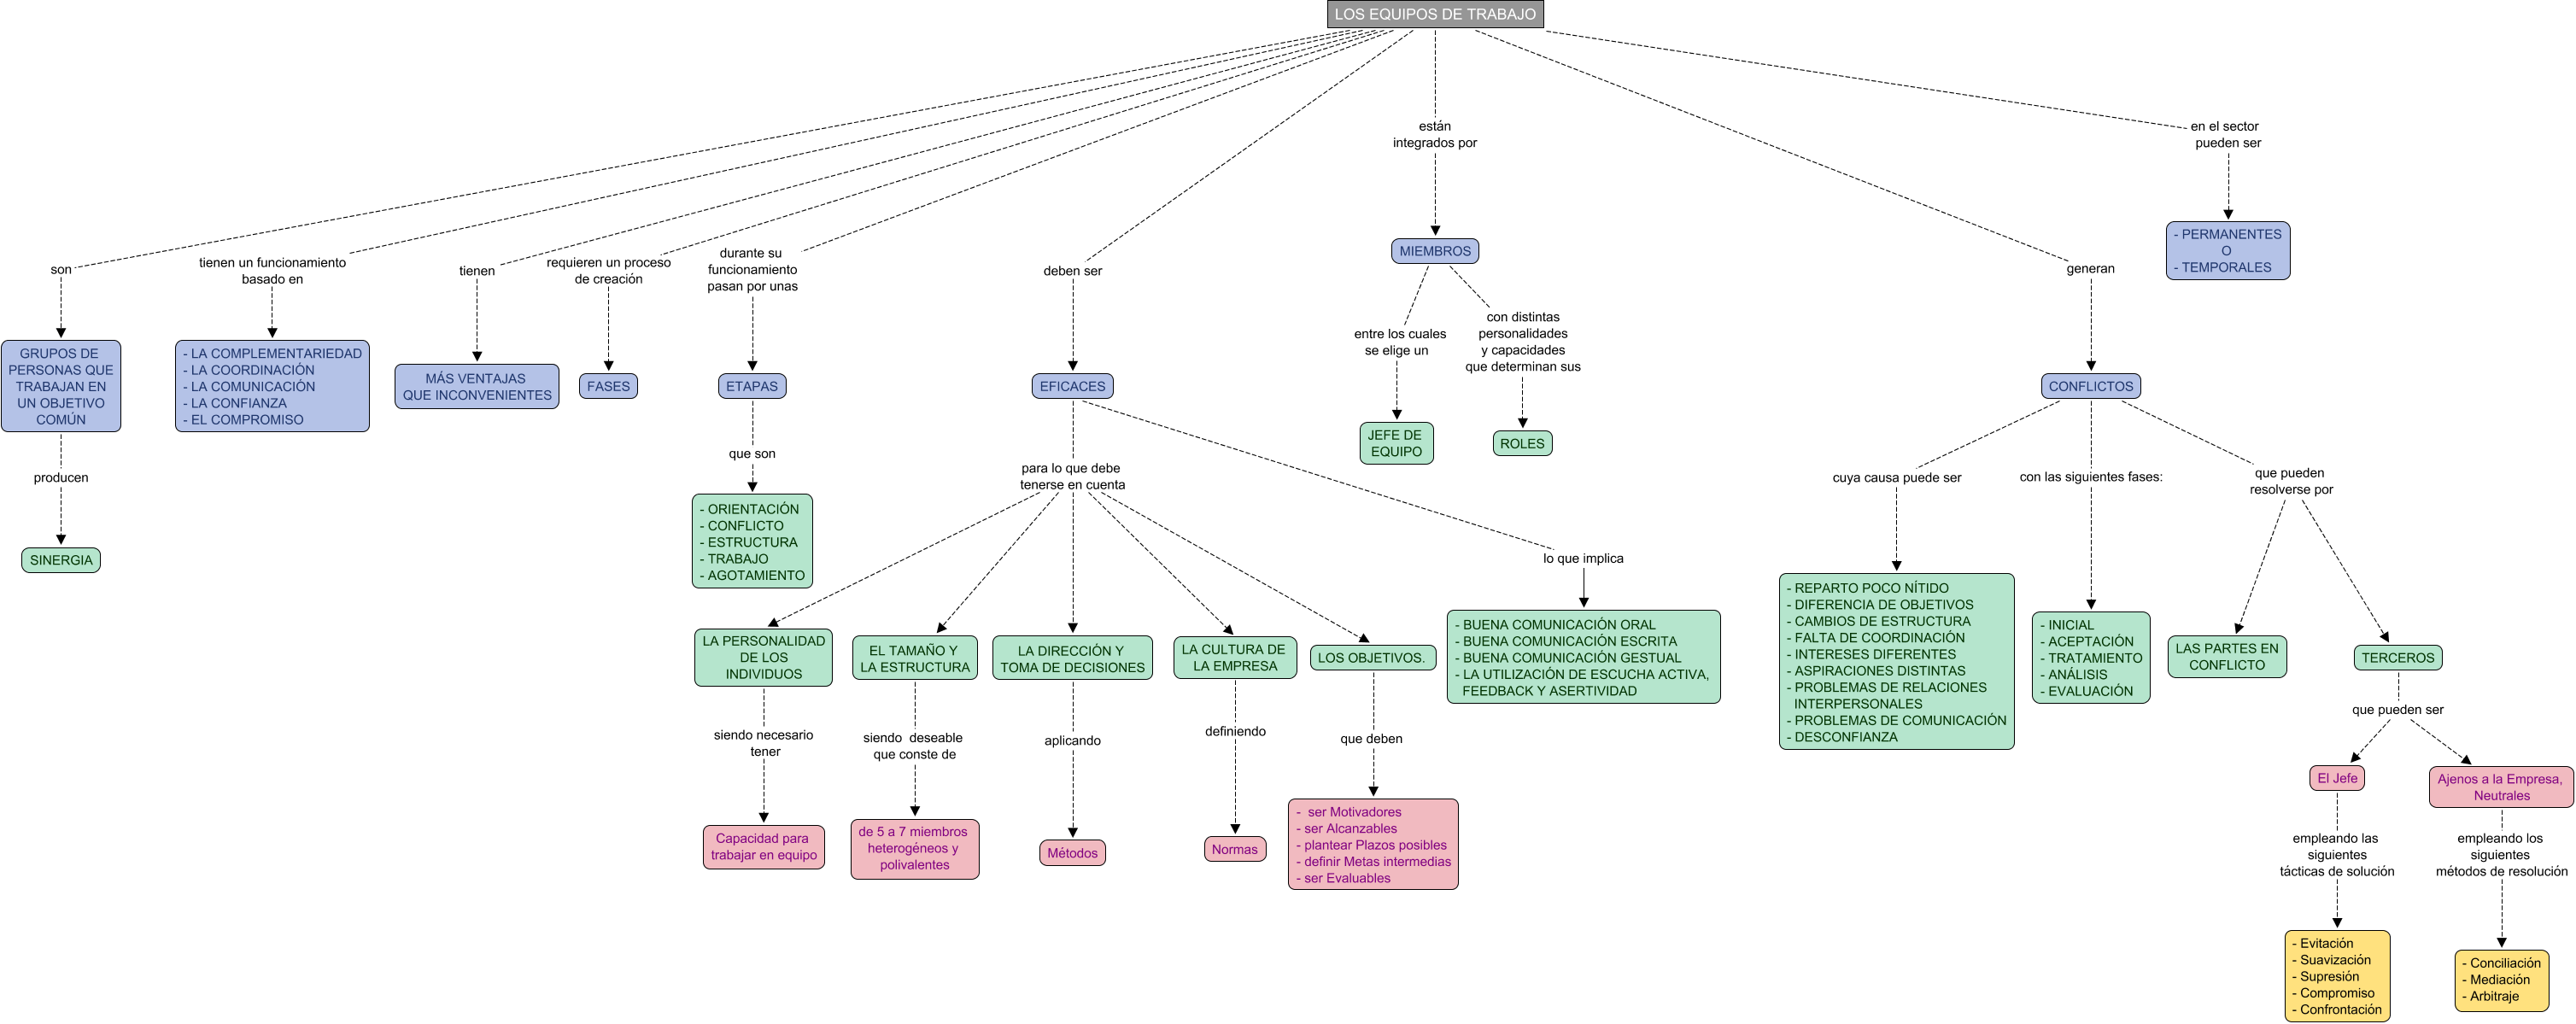 LOS EQUIPOS DE TRABAJO
están
integrados por
en el sector
pueden ser
- PERMANENTES
O
- TEMPORALES
son
tienen un funcionamiento
basado en
tienen
requieren un proceso
de creación
durante su
funcionamiento
pasan por unas
deben ser
MIEMBROS
generan
entre los cuales
se elige un
con distintas
personalidades
y capacidades
que determinan sus
GRUPOS DE
PERSONAS QUE
TRABAJAN EN
UN OBJETIVO
COMÚN
- LA COMPLEMENTARIEDAD
- LA COORDINACIÓN
- LA COMUNICACIÓN
- LA CONFIANZA
- EL COMPROMISO
MÁS VENTAJAS
QUE INCONVENIENTES
FASES
ETAPAS
EFICACES
CONFLICTOS
JEFE DE
EQUIPO
ROLES
producen
SINERGIA
que son
- ORIENTACIÓN
- CONFLICTO
- ESTRUCTURA
- TRABAJO
- AGOTAMIENTO
para lo que debe
tenerse en cuenta
lo que implica
cuya causa puede ser
con las siguientes fases:
que pueden
resolverse por
LA PERSONALIDAD
DE LOS
INDIVIDUOS
EL TAMAÑO Y
LA ESTRUCTURA
LA DIRECCIÓN Y
TOMA DE DECISIONES
LA CULTURA DE
LA EMPRESA
LOS OBJETIVOS.
- BUENA COMUNICACIÓN ORAL
- BUENA COMUNICACIÓN ESCRITA
- BUENA COMUNICACIÓN GESTUAL
- LA UTILIZACIÓN DE ESCUCHA ACTIVA,
FEEDBACK Y ASERTIVIDAD
- REPARTO POCO NÍTIDO
- DIFERENCIA DE OBJETIVOS
- CAMBIOS DE ESTRUCTURA
- FALTA DE COORDINACIÓN
- INTERESES DIFERENTES
- ASPIRACIONES DISTINTAS
- PROBLEMAS DE RELACIONES
INTERPERSONALES
- PROBLEMAS DE COMUNICACIÓN
- DESCONFIANZA
- INICIAL
- ACEPTACIÓN
- TRATAMIENTO
- ANÁLISIS
- EVALUACIÓN
LAS PARTES EN
CONFLICTO
TERCEROS
siendo necesario
tener
siendo  deseable
que conste de
aplicando
definiendo
que deben
que pueden ser
Capacidad para
trabajar en equipo
de 5 a 7 miembros
heterogéneos y
polivalentes
Métodos
Normas
-  ser Motivadores
- ser Alcanzables
- plantear Plazos posibles
- definir Metas intermedias
- ser Evaluables
El Jefe
Ajenos a la Empresa,
Neutrales
empleando las
siguientes
tácticas de solución
empleando los
siguientes
métodos de resolución
- Evitación
- Suavización
- Supresión
- Compromiso
- Confrontación
- Conciliación
- Mediación
- Arbitraje